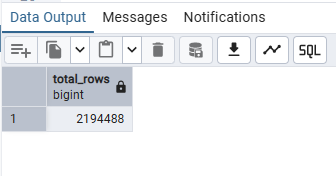 Data Output Messages Notifications
SQL
total_rows
bigint
1 2194488